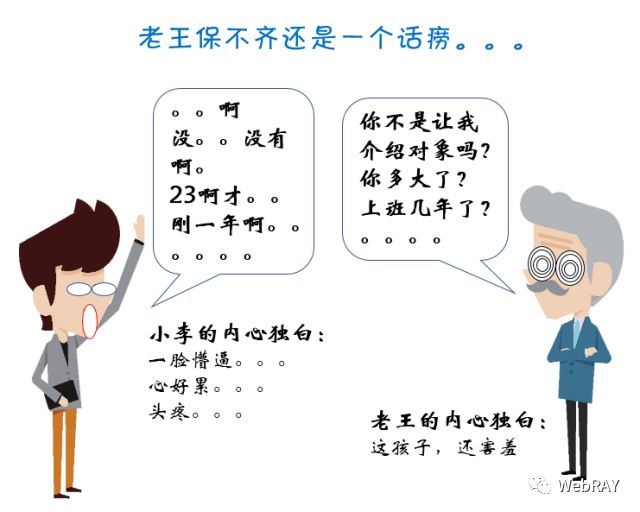 老王保不齐还是一个话痨。。。
。。啊
没。。没有
啊。
23啊才。。
刚一年啊。。
。。。。
你不是让我
介绍对象吗？
你多大了？
上班几年了？
。。。。
小李的内心独白：
一脸懵逼。。。
心好累。。。
头疼。。。
老王的内心独白：
这孩子，还害羞
WebRAY